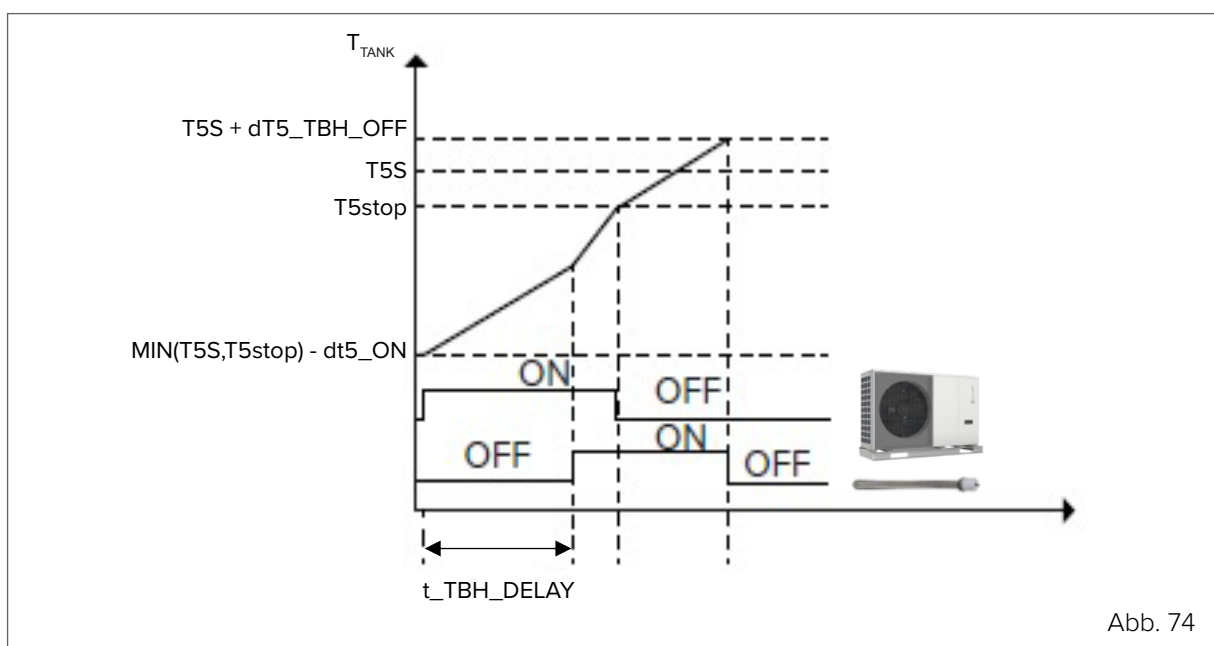 T_TANK
T5S + dT5_TBH_OFF
T5S
T5stop
MIN(T5S,T5stop) - dt5_ON
ON
OFF
OFF
ON
OFF
t_TBH_DELAY
Abb. 74